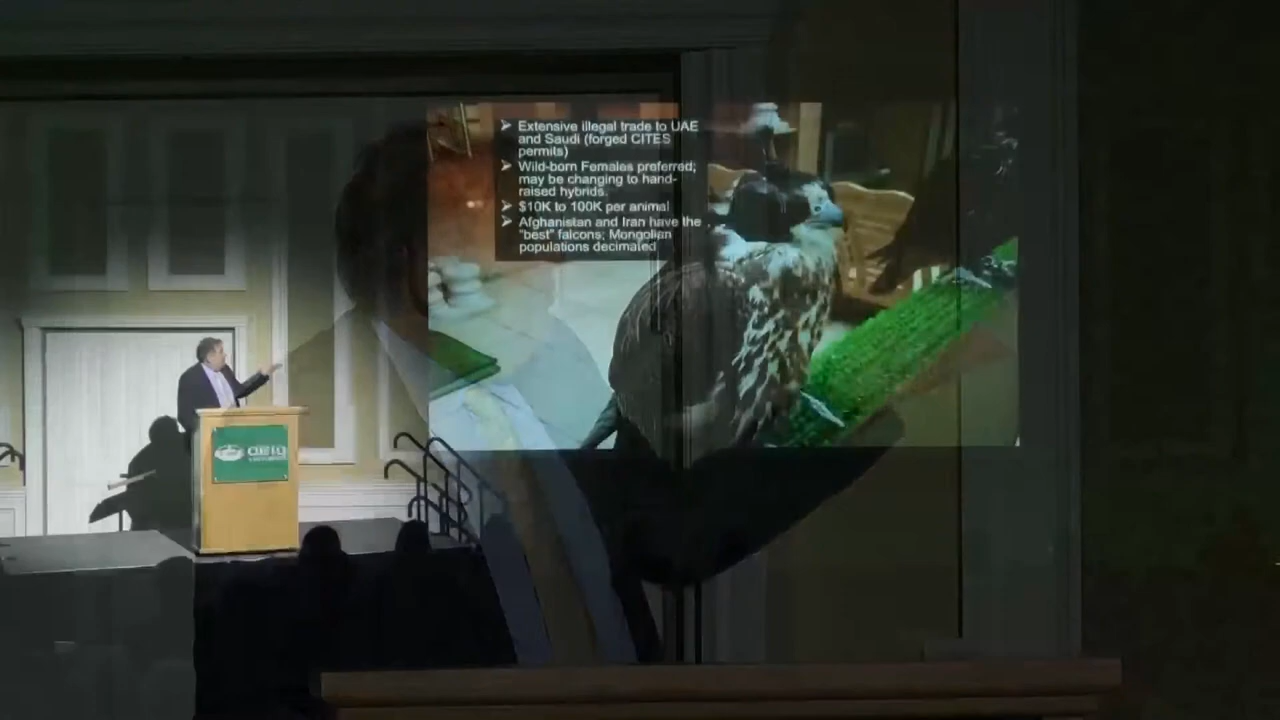 ➤ Extensive illegal trade to UAE
and Saudi (forged CITES
permits)
➤ Wild-born Females preferred;
may be changing to hand-
raised hybrids.
➤ $10K to 100K per animal
➤ Afghanistan and Iran have the
"best" falcons; Mongolian
populations decimated